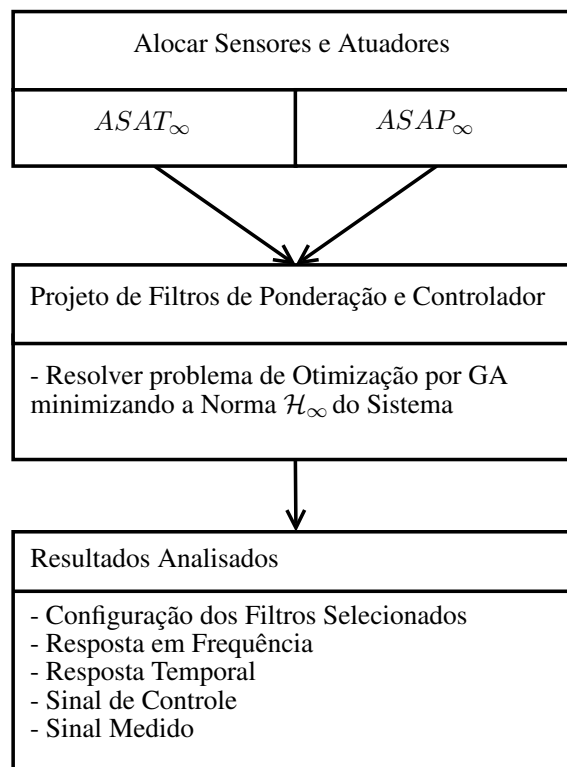 Alocar Sensores e Atuadores
ASAT∞ ASAP∞
Projeto de Filtros de Ponderação e Controlador
- Resolver problema de Otimização por GA
minimizando a Norma ℋ∞ do Sistema
Resultados Analisados
- Configuração dos Filtros Selecionados
- Resposta em Frequência
- Resposta Temporal
- Sinal de Controle
- Sinal Medido